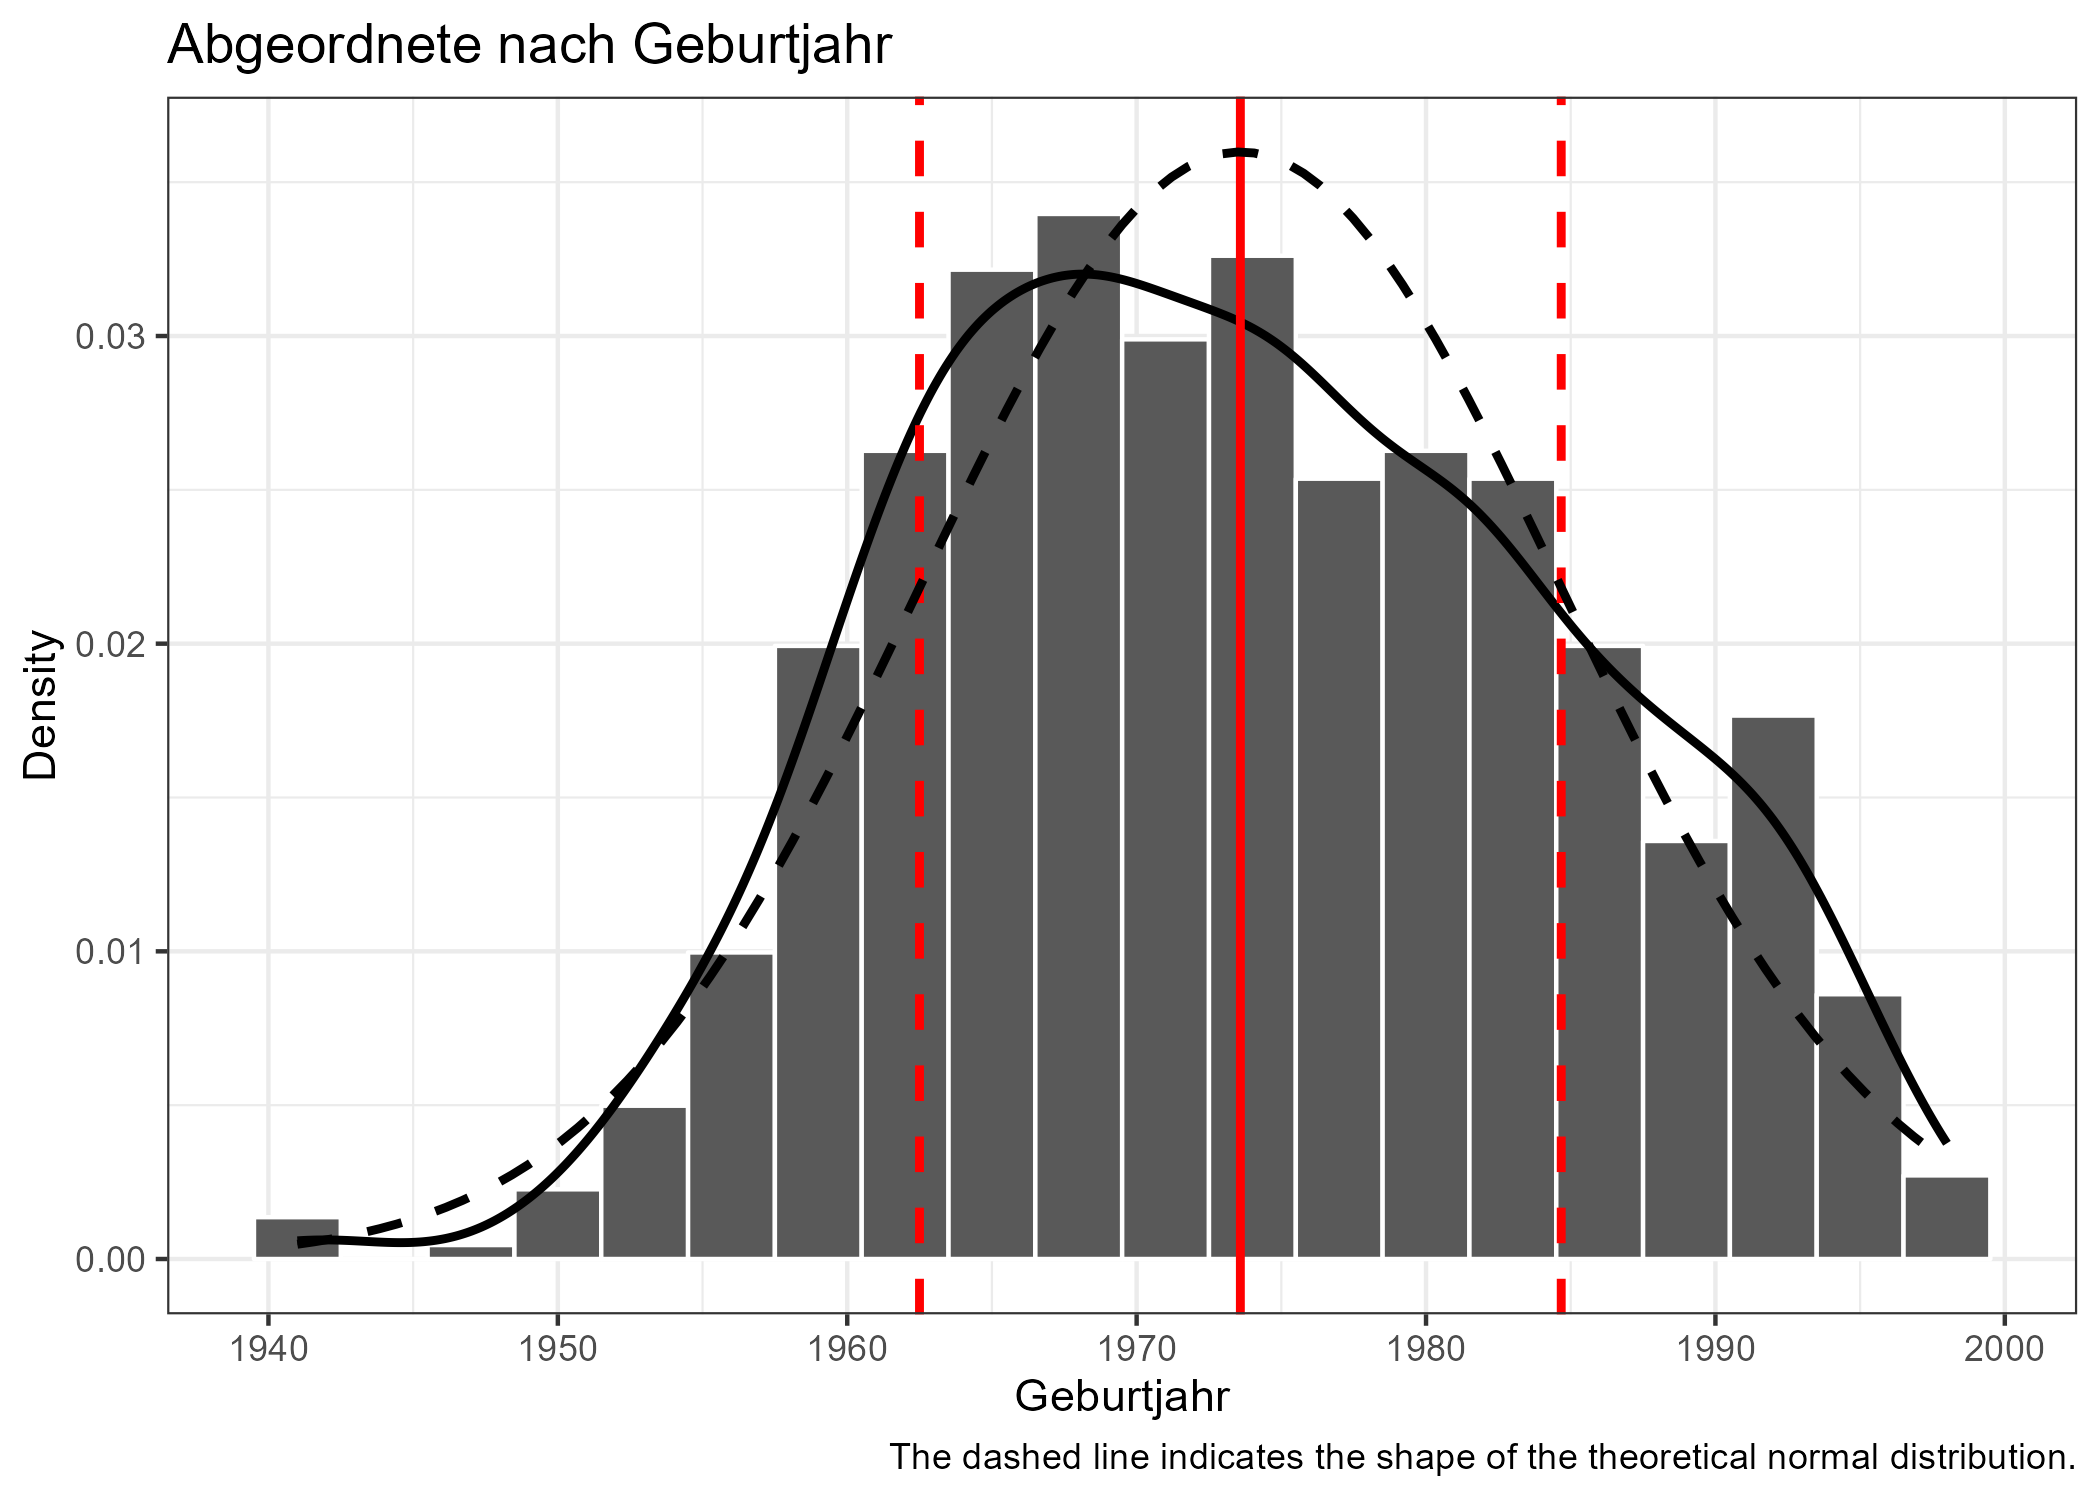 Abgeordnete nach Geburtjahr
Density
0.03
0.02
0.01
0.00
1940 1950 1960 1970 1980 1990 2000
Geburtjahr
The dashed line indicates the shape of the theoretical normal distribution.